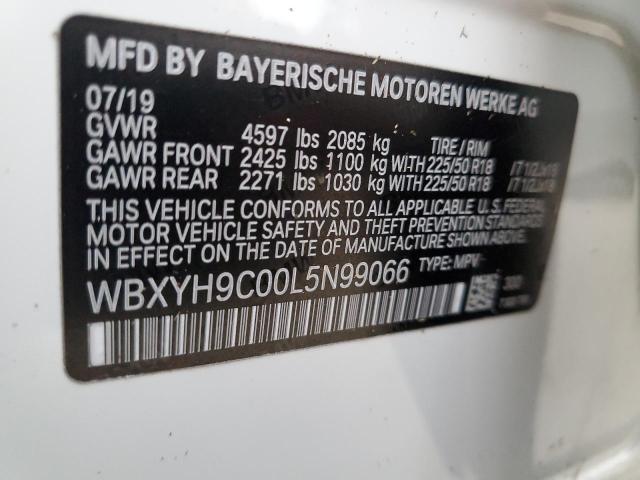 MFD BY BAYERISCHE MOTOREN WERKE AG
07/19
GVWR 4597 lbs 2085 kg TIRE / RIM
GAWR FRONT 2425 lbs 1100 kg WITH 225/50 R18
GAWR REAR 2271 lbs 1030 kg WITH 225/50 R18
THIS VEHICLE CONFORMS TO ALL APPLICABLE U.S. FEDERAL
MOTOR VEHICLE SAFETY AND THEFT PREVENTION STANDARDS
IN EFFECT ON THE DATE OF MANUFACTURE SHOWN ABOVE.
WBXYH9C00L5N99066 TYPE: MPV